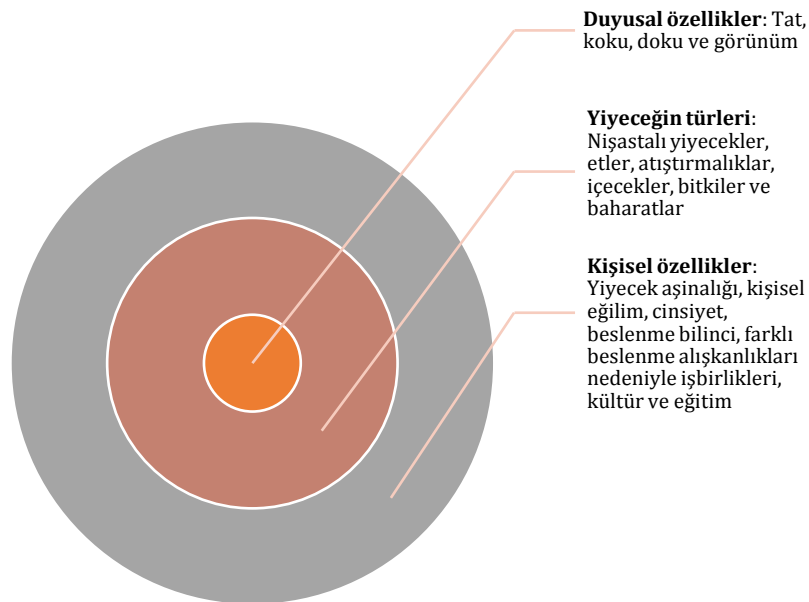 Duyusal özellikler: Tat,
koku, doku ve görünüm
Yiyeceğin türleri:
Nişastalı yiyecekler,
etler, atıştırmalıklar,
içecekler, bitkiler ve
baharatlar
Kişisel özellikler:
Yiyecek aşinalığı, kişisel
eğilim, cinsiyet,
beslenme bilinci, farklı
beslenme alışkanlıkları
nedeniyle işbirlikleri,
kültür ve eğitim